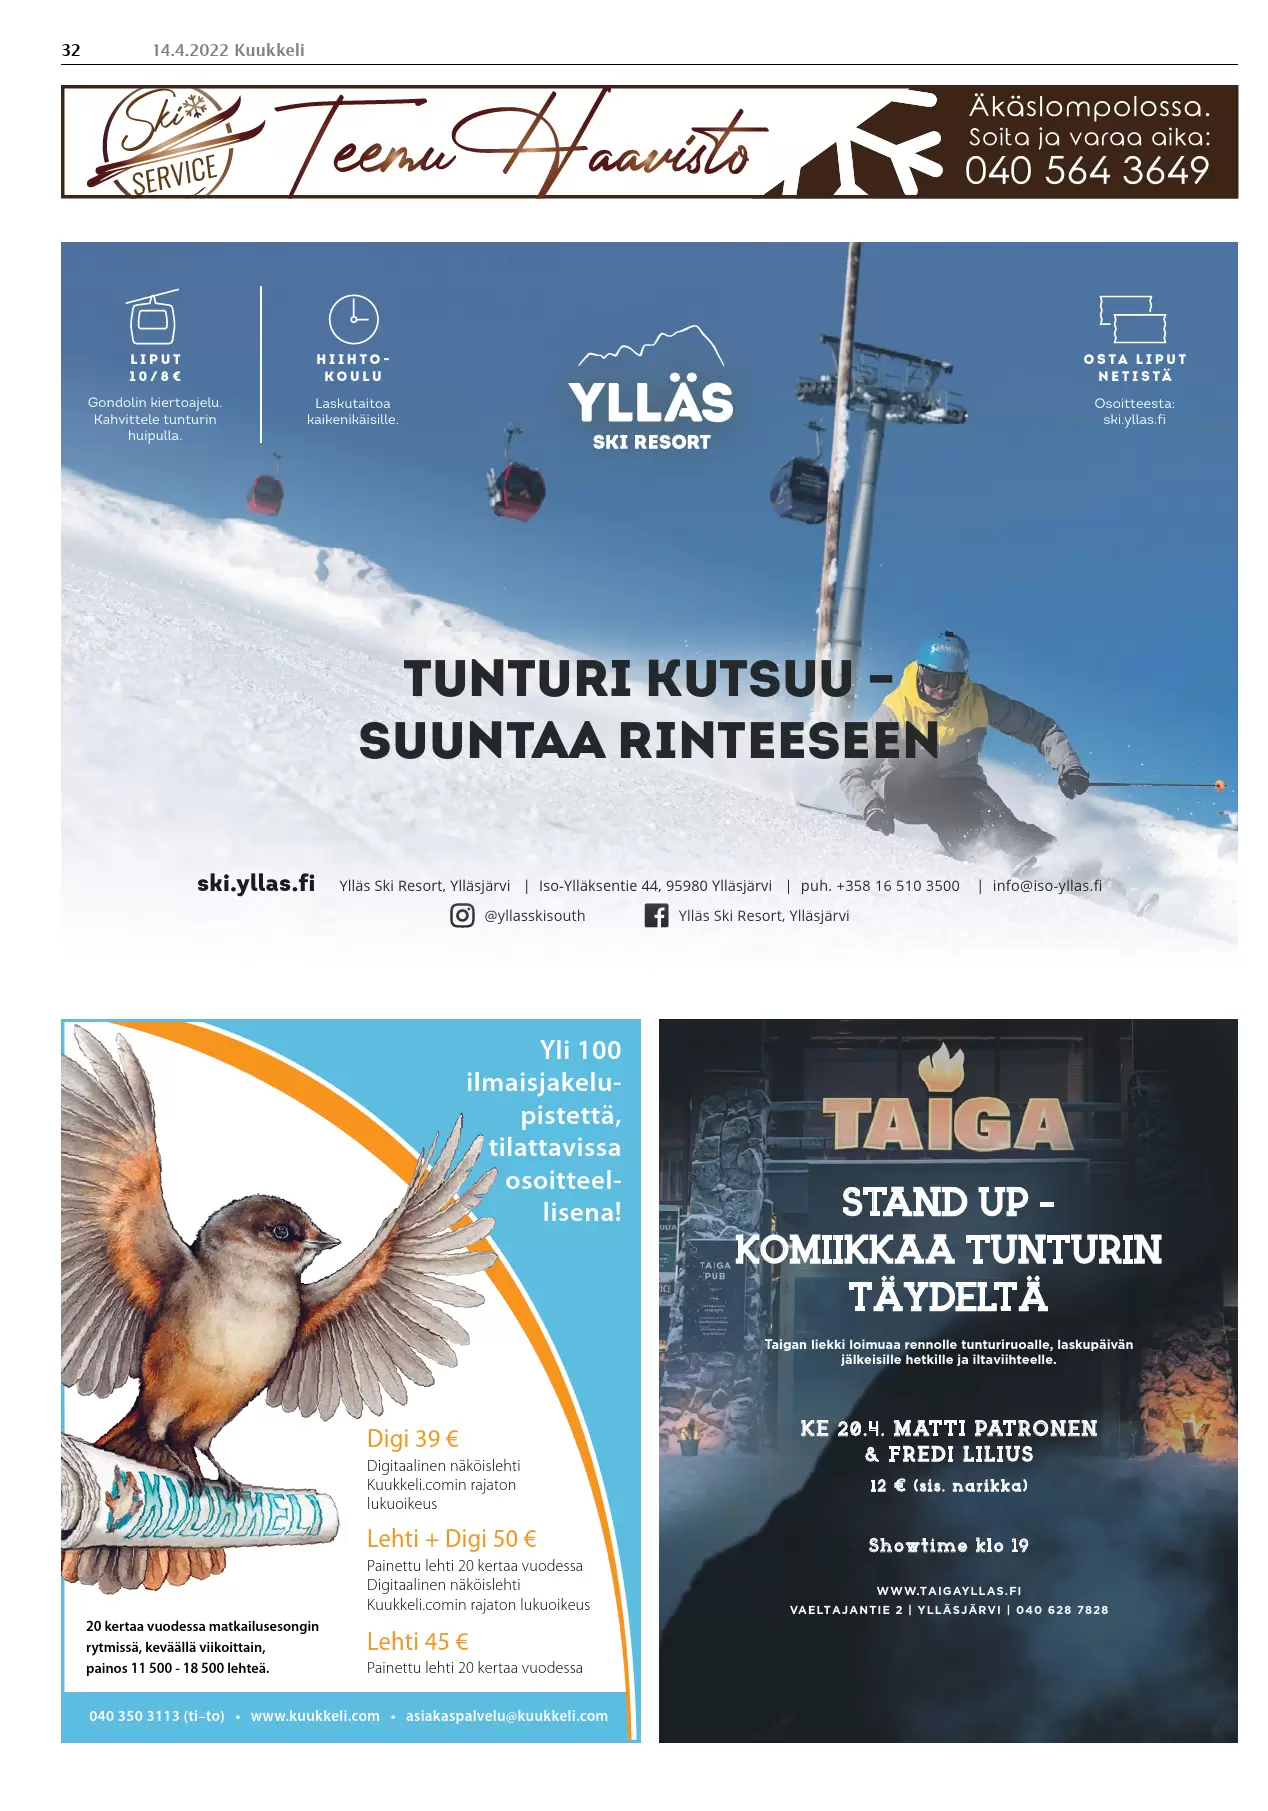 32 14.4.2022 Kuukkeli
Ski
SERVICE
Teemu Haavisto
Äkäslompolossa.
Soita ja varaa aika:
040 564 3649
LIPUT
10/8€
Gondolin kiertoajelu.
Kahvittele tunturin
huipulla.
HIIHTO-
KOULU
Laskutaitoa
kaikenikäisille.
YLLÄS
SKI RESORT
OSTA LIPUT
NETISTÄ
Osoitteesta:
ski.yllas.fi
TUNTURI KUTSUU –
SUUNTAA RINTEESEEN
ski.yllas.fi Ylläs Ski Resort, Ylläsjärvi | Iso-Ylläksentie 44, 95980 Ylläsjärvi | puh. +358 16 510 3500 | info@iso-yllas.fi
@yllasskisouth Ylläs Ski Resort, Ylläsjärvi
Yli 100
ilmaisjakelu-
pistettä,
tilattavissa
osoitteel-
lisena!
KUUKKELI
Digi 39 €
Digitaalinen näköislehti
Kuukkeli.comin rajaton
lukuoikeus
Lehti + Digi 50 €
Painettu lehti 20 kertaa vuodessa
Digitaalinen näköislehti
Kuukkeli.comin rajaton lukuoikeus
Lehti 45 €
Painettu lehti 20 kertaa vuodessa
20 kertaa vuodessa matkailusesongin
rytmissä, keväällä viikoittain,
painos 11 500 - 18 500 lehteä.
040 350 3113 (ti–to) • www.kuukkeli.com • asiakaspalvelu@kuukkeli.com
TAIGA
STAND UP -
KOMIIKKAA TUNTURIN
TÄYDELTÄ
TAIGA
PUB
Taigan liekki loimuaa rennolle tunturiruoalle, laskupäivän
jälkeisille hetkille ja iltaviihteelle.
KE 20.4. MATTI PATRONEN
& FREDI LILIUS
12 € (sis. narikka)
Showtime klo 19
WWW.TAIGAYLLAS.FI
VAELTAJANTIE 2 | YLLÄSJÄRVI | 040 628 7828